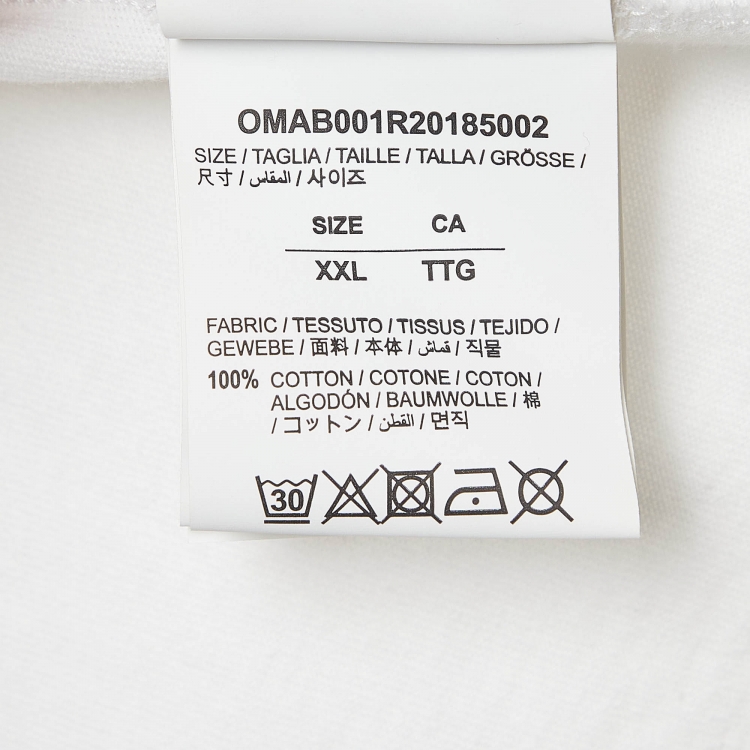 OMAB001R20185002
SIZE / TAGLIA / TAILLE / TALLA / GRÖSSE /
尺寸 / المقاس / 사이즈
SIZE CA
XXL TTG
FABRIC / TESSUTO / TISSUS / TEJIDO /
GEWEBE / 面料 / 本体 / قماش / 직물
100% COTTON / COTONE / COTON /
ALGODÓN / BAUMWOLLE / 棉
/ コットン / القطن / 면직
30